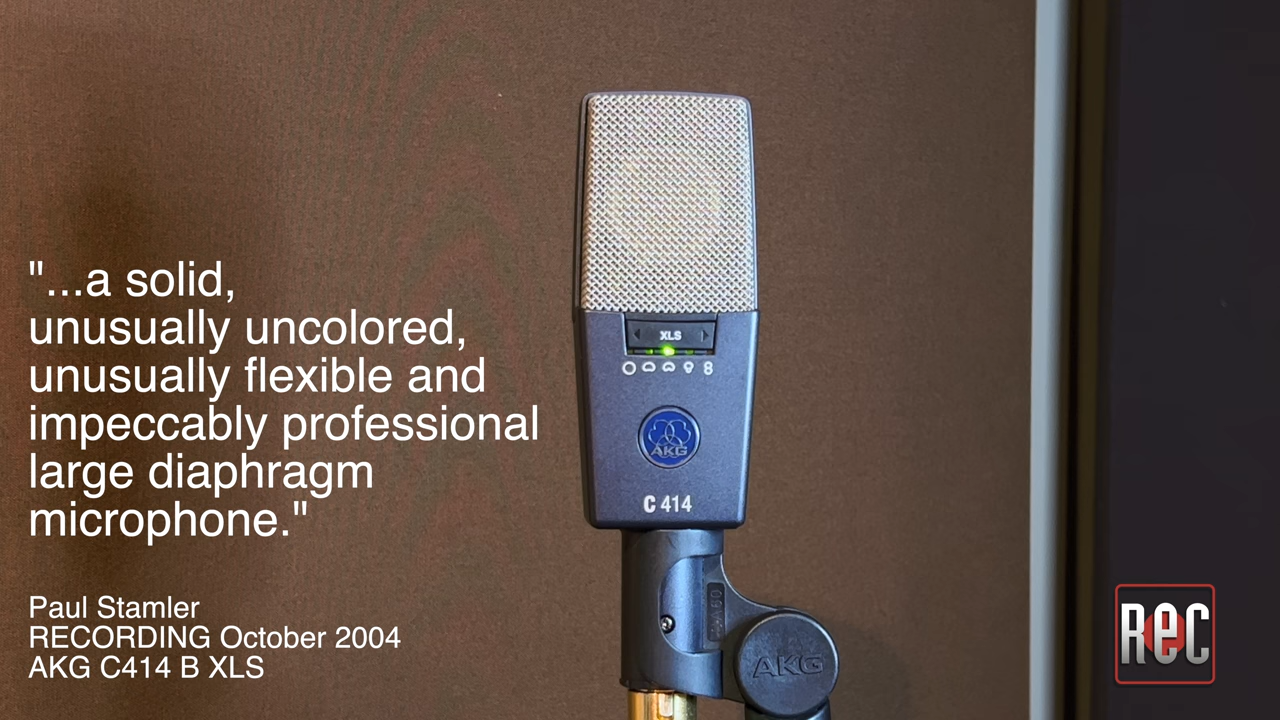 "...a solid,
unusually uncolored,
unusually flexible and
impeccably professional
large diaphragm
microphone."
Paul Stamler
RECORDING October 2004
AKG C414 B XLS
XLS
AKG
C 414
AKG
REC